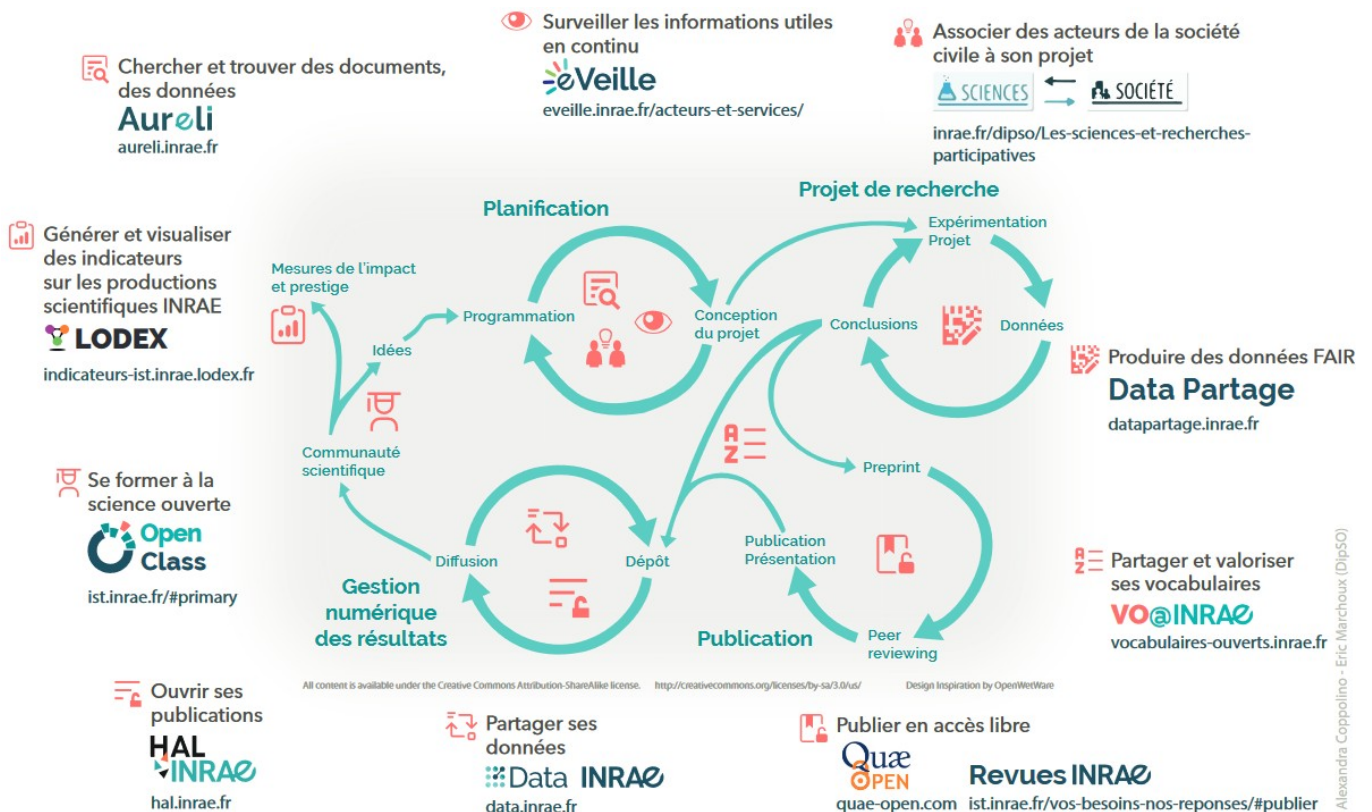 Surveiller les informations utiles
en continu
eVeille
eveille.inrae.fr/acteurs-et-services/
Associer des acteurs de la société
civile à son projet
SCIENCES
SOCIÉTÉ
inrae.fr/dipso/Les-sciences-et-recherches-
participatives
Chercher et trouver des documents,
des données
Aureli
aureli.inrae.fr
Planification
Projet de recherche
Générer et visualiser
des indicateurs
sur les productions
scientifiques INRAE
LODEX
indicateurs-ist.inrae.lodex.fr
Mesures de l'impact
et prestige
Idées
Programmation
Conception
du projet
Expérimentation
Projet
Conclusions
Données
Produire des données FAIR
Data Partage
datapartage.inrae.fr
Communauté
scientifique
A
Z
Preprint
Se former à la
science ouverte
Open
Class
ist.inrae.fr/#primary
Diffusion
Dépôt
Publication
Présentation
Gestion
numérique
des résultats
Publication
Peer
reviewing
A
Z
Partager et valoriser
ses vocabulaires
VO@INRAE
vocabulaires-ouverts.inrae.fr
All content is available under the Creative Commons Attribution-ShareAlike license. http://creativecommons.org/licenses/by-sa/3.0/us/ Design Inspiration by OpenWetWare
Ouvrir ses
publications
HAL
INRAE
hal.inrae.fr
Partager ses
données
Data INRAE
data.inrae.fr
Publier en accès libre
Quæ
OPEN
quae-open.com
Revues INRAE
ist.inrae.fr/vos-besoins-nos-reponses/#publier
Alexandra Coppolino - Eric Marchoux (DipSO)